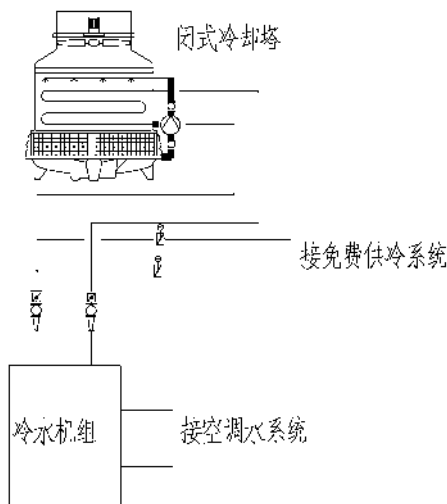 闭式冷却塔
接免费供冷系统
冷水机组
接空调水系统